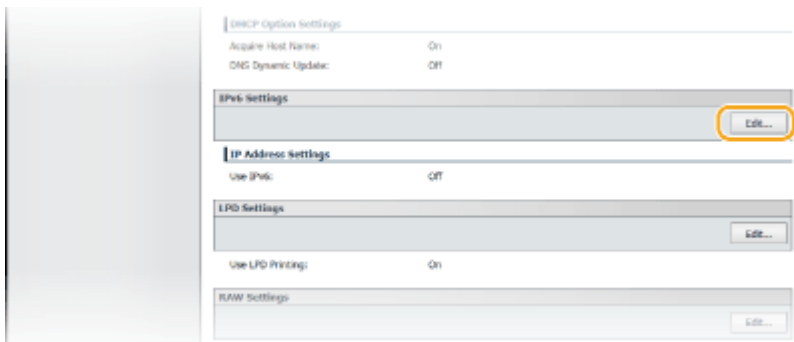 DHCP Option Settings
Acquire Host Name: On
DNS Dynamic Update: Off
IPv6 Settings
Edit...
IP Address Settings
Use IPv6: Off
LPD Settings
Edit...
Use LPD Printing: On
RAW Settings
Edit...